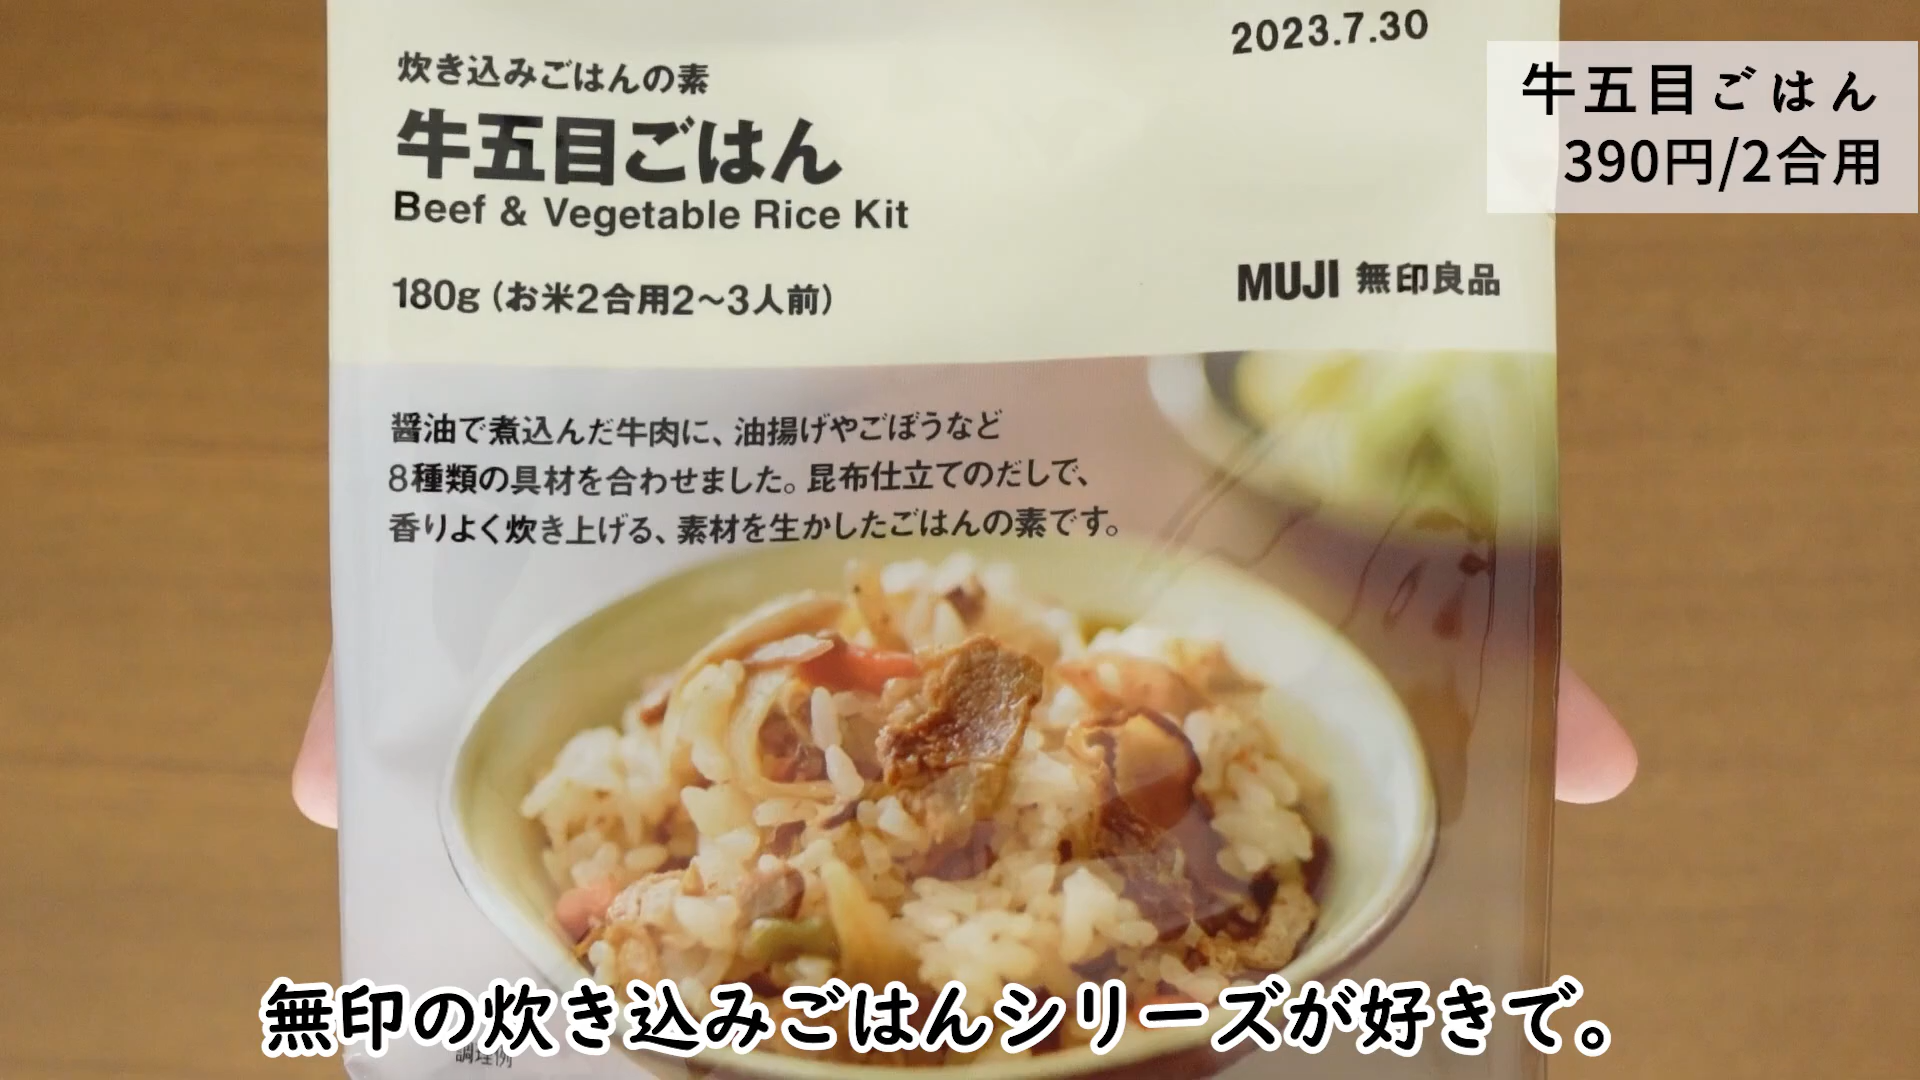 2023.7.30
炊き込みごはんの素
牛五目ごはん
Beef & Vegetable Rice Kit
180g（お米2合用2～3人前）
MUJI 無印良品
牛五目ごはん
390円/2合用
醤油で煮込んだ牛肉に、油揚げやごぼうなど
8種類の具材を合わせました。昆布仕立てのだしで、
香りよく炊き上げる、素材を生かしたごはんの素です。
無印の炊き込みごはんシリーズが好きで。
調理例